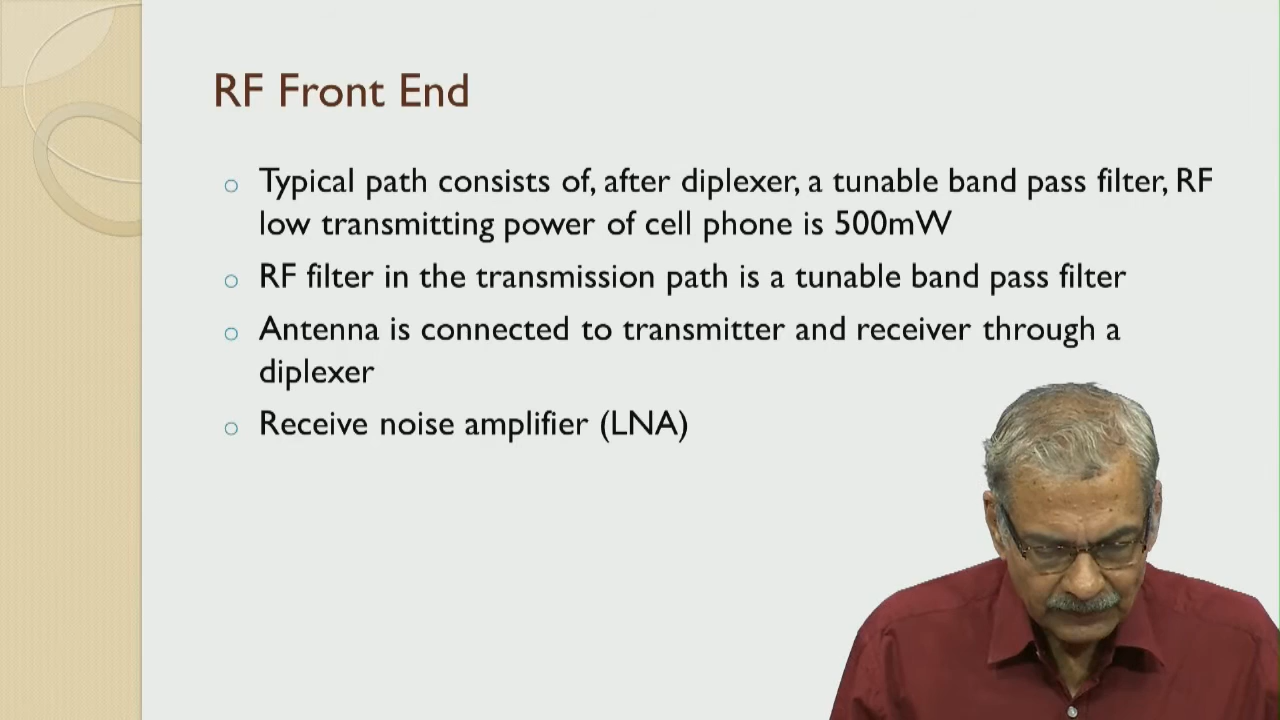 RF Front End
Typical path consists of, after diplexer, a tunable band pass filter, RF
low transmitting power of cell phone is 500mW
RF filter in the transmission path is a tunable band pass filter
Antenna is connected to transmitter and receiver through a
diplexer
Receive noise amplifier (LNA)